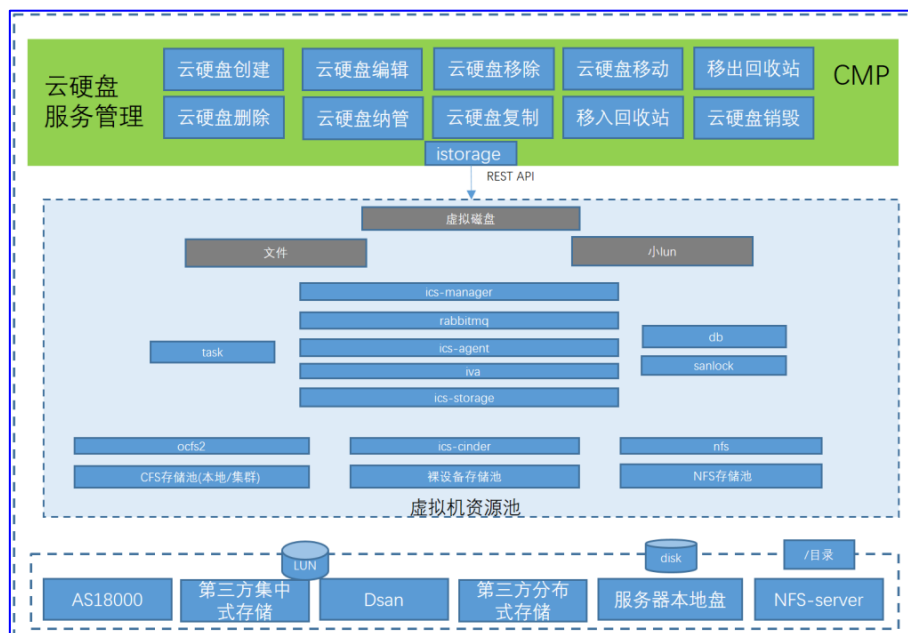 云硬盘
服务管理
云硬盘创建
云硬盘编辑
云硬盘移除
云硬盘移动
移出回收站
CMP
云硬盘删除
云硬盘纳管
云硬盘复制
移入回收站
云硬盘销毁
istorage
REST API
虚拟磁盘
文件
小lun
ics-manager
rabbitmq
db
task
ics-agent
sanlock
iva
ics-storage
ocfs2
ics-cinder
nfs
CFS存储池(本地/集群)
裸设备存储池
NFS存储池
虚拟机资源池
LUN
disk
/目录
AS18000
第三方集中
式存储
Dsan
第三方分布
式存储
服务器本地盘
NFS-server